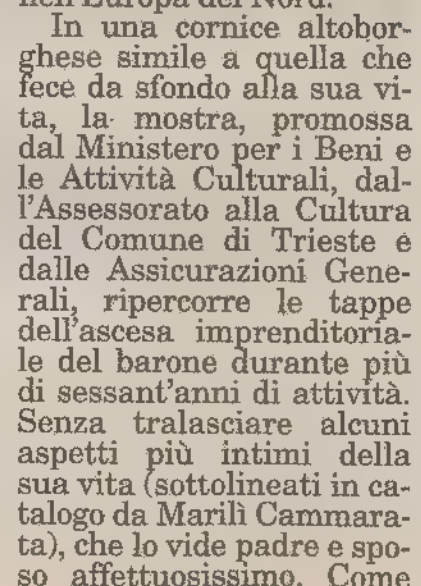 nell'Europa del Nord.
In una cornice altobor-
ghese simile a quella che
fece da sfondo alla sua vi-
ta, la mostra, promossa
dal Ministero per i Beni e
le Attività Culturali, dal-
l'Assessorato alla Cultura
del Comune di Trieste e
dalle Assicurazioni Gene-
rali, ripercorre le tappe
dell'ascesa imprenditoria-
le del barone durante più
di sessant'anni di attività.
Senza tralasciare alcuni
aspetti più intimi della
sua vita (sottolineati in ca-
talogo da Marilì Cammara-
ta), che lo vide padre e spo-
so affettuosissimo. Come